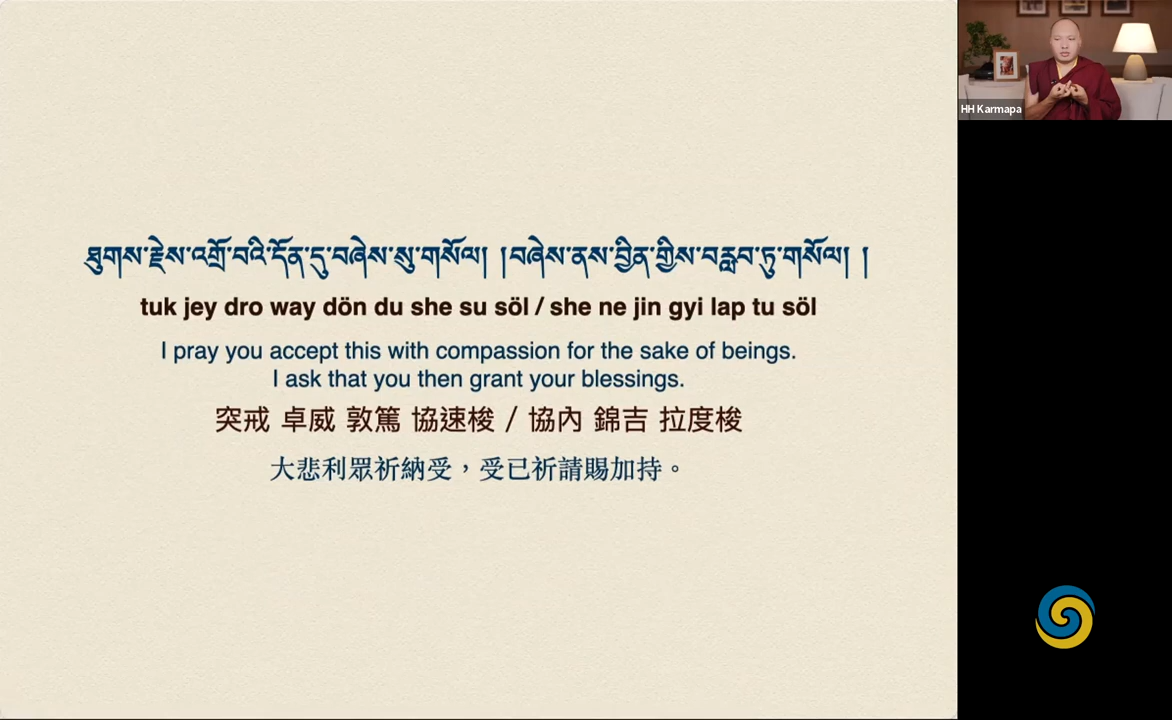 ཐུགས་རྗེས་འགྲོ་བའི་དོན་དུ་བཞེས་སུ་གསོལ། །བཞེས་ནས་བྱིན་གྱིས་བརླབ་ཏུ་གསོལ། །
tuk jey dro way dön du she su söl / she ne jin gyi lap tu söl
I pray you accept this with compassion for the sake of beings.
I ask that you then grant your blessings.
突戒 卓威 敦篤 協速梭 / 協內 錦吉 拉度梭
大悲利眾祈納受，受已祈請賜加持。
HH Karmapa